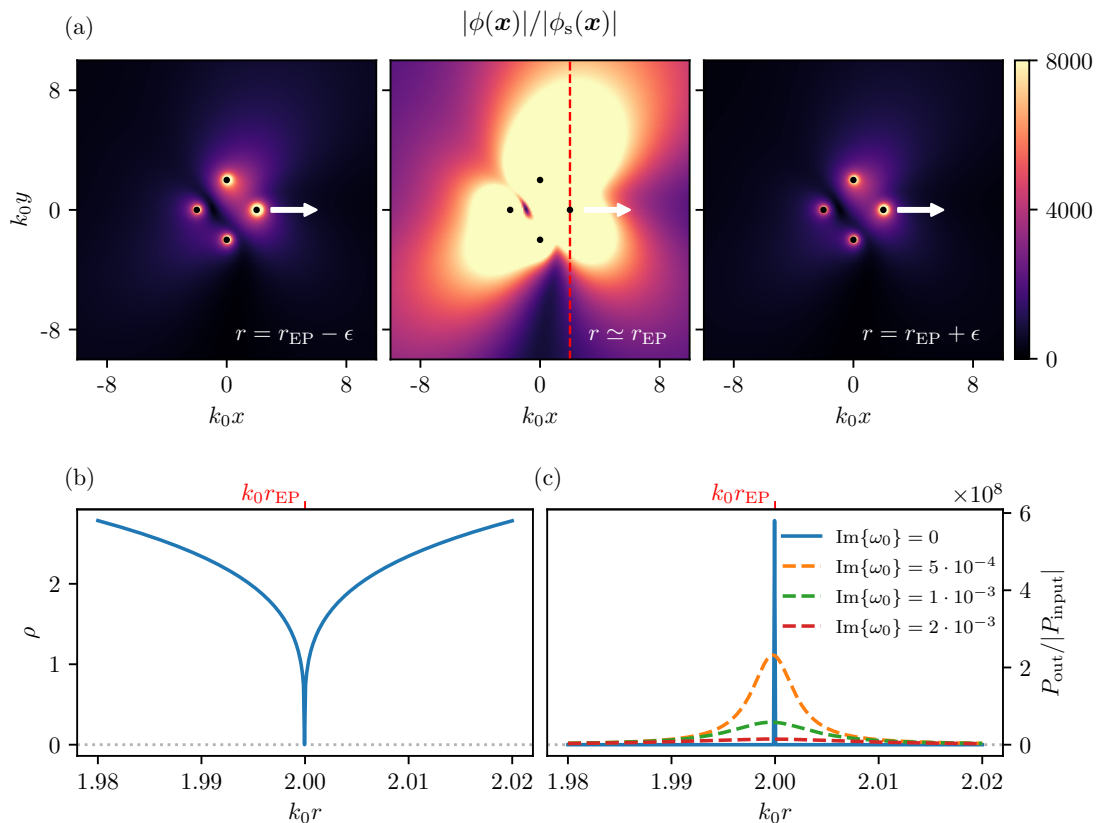 (a)
|ϕ(x)|/|ϕs(x)|
8
0
-8
k₀y
r = rEP − ϵ
r ≃ rEP
r = rEP + ϵ
-8 0 8
-8 0 8
-8 0 8
k₀x
k₀x
k₀x
8000
4000
0
(b)
k₀rEP
2
1
0
ρ
1.98 1.99 2.00 2.01 2.02
k₀r
(c)
k₀rEP
×10⁸
Im{ω₀} = 0
Im{ω₀} = 5 · 10⁻⁴
Im{ω₀} = 1 · 10⁻³
Im{ω₀} = 2 · 10⁻³
6
4
2
0
Pout/|Pinput|
1.98 1.99 2.00 2.01 2.02
k₀r